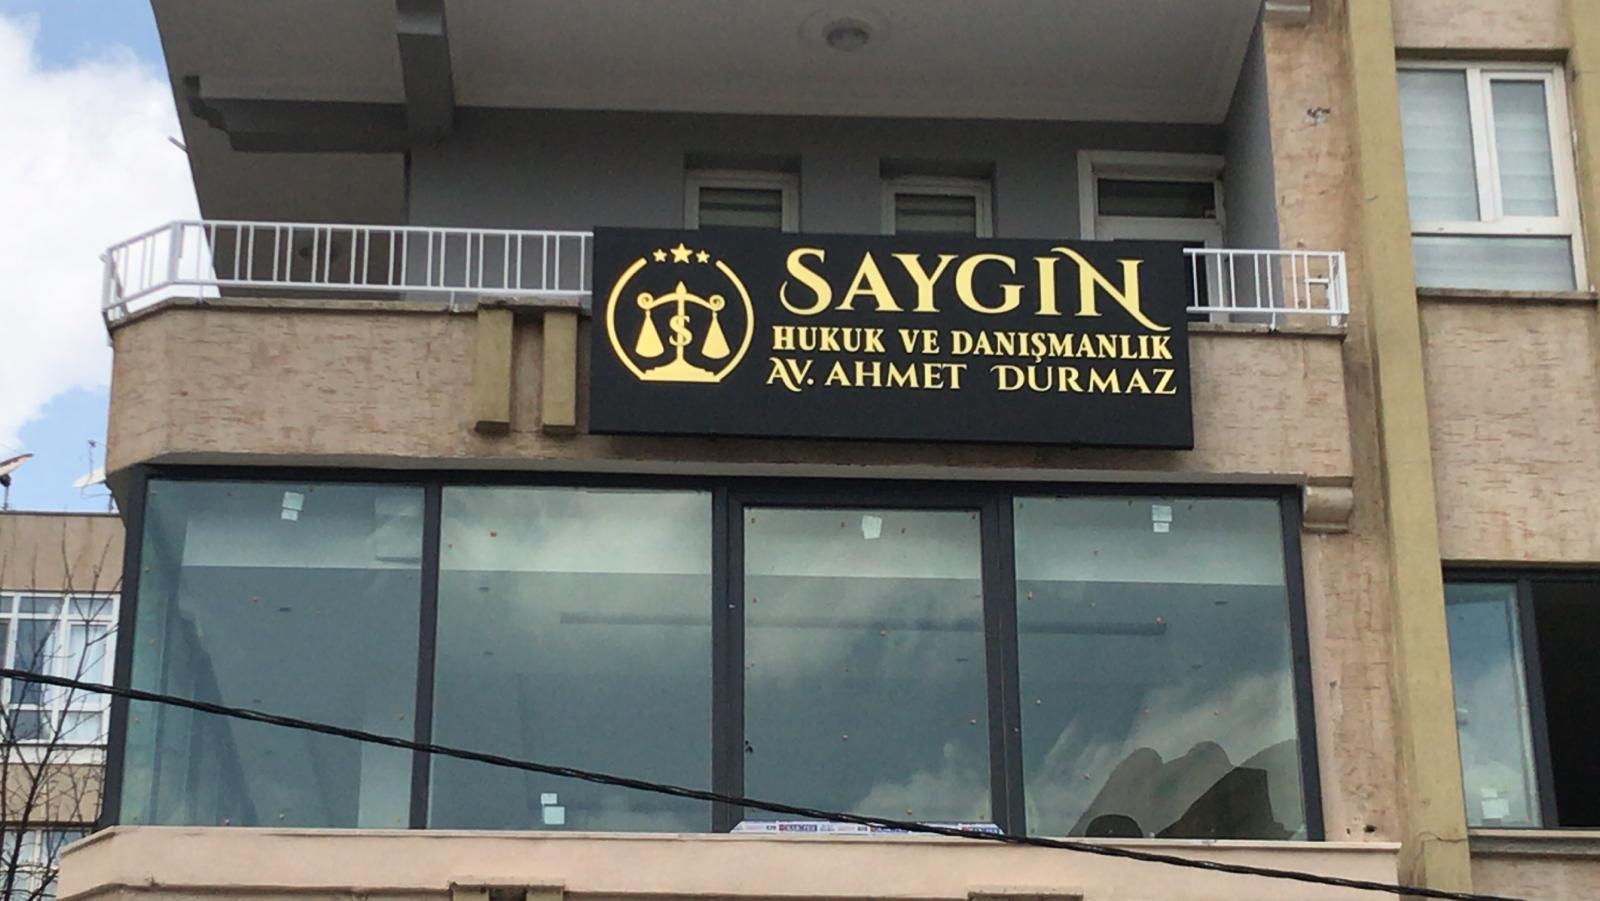 SAYGIN
HUKUK VE DANIŞMANLIK
AV. AHMET DURMAZ
S